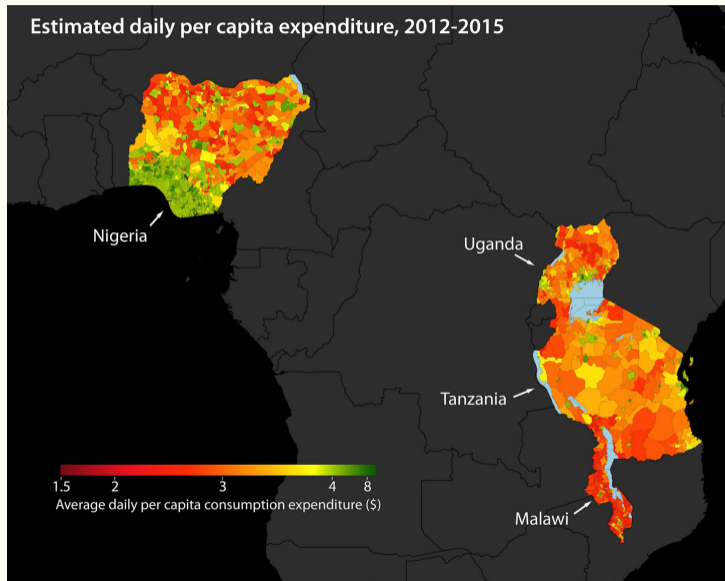 Estimated daily per capita expenditure, 2012-2015
Nigeria
Uganda
Tanzania
Malawi
1.5 2 3 4 8
Average daily per capita consumption expenditure ($)